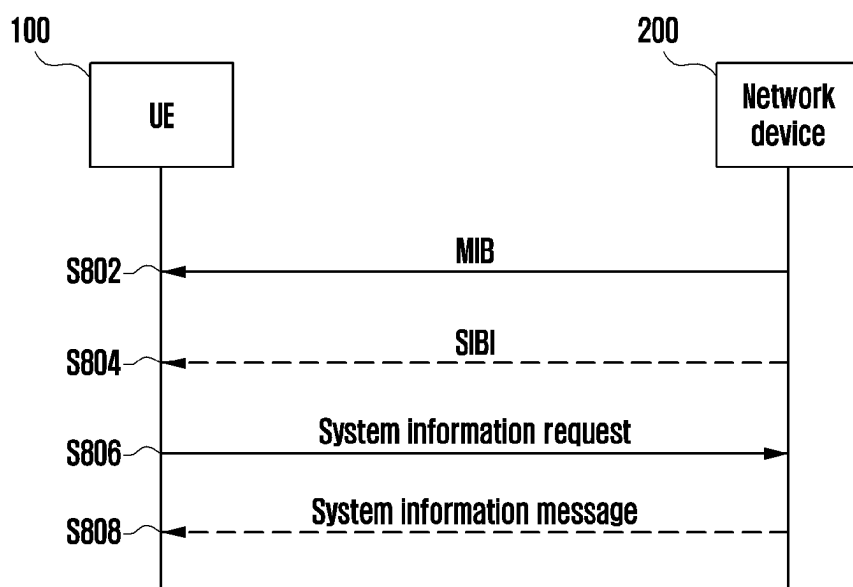 100
200
UE
Network
device
MIB
S802
SIBI
S804
System information request
S806
System information message
S808